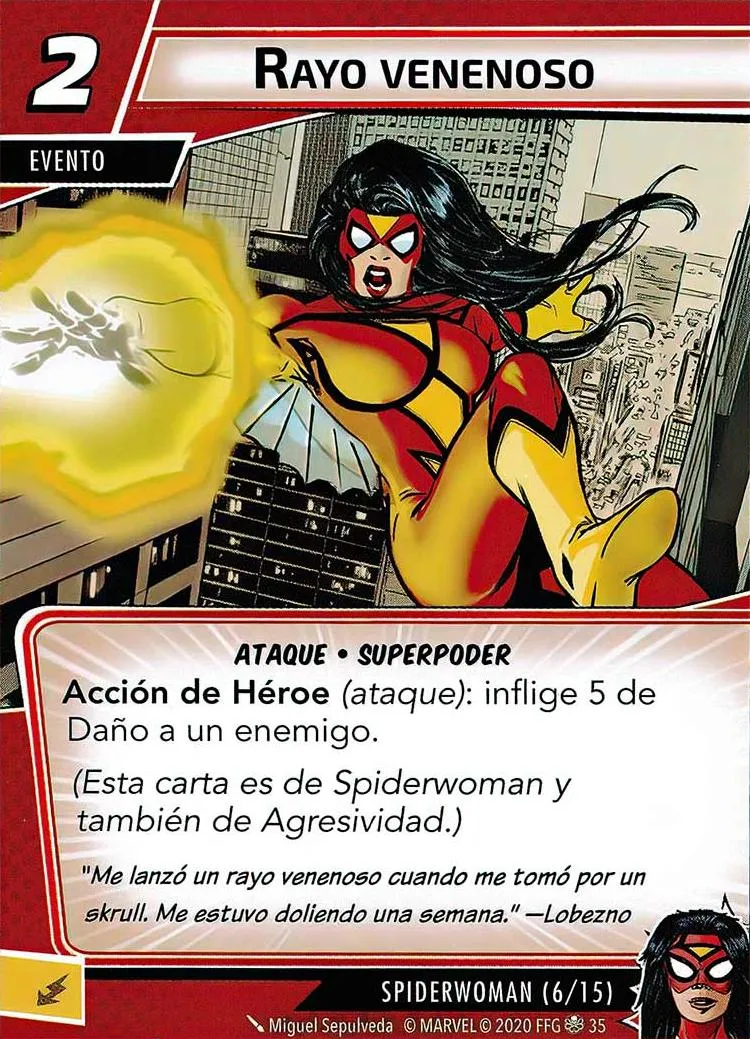 2
RAYO VENENOSO
EVENTO
ATAQUE • SUPERPODER
Acción de Héroe (ataque): inflige 5 de
Daño a un enemigo.
(Esta carta es de Spiderwoman y
también de Agresividad.)
"Me lanzó un rayo venenoso cuando me tomó por un
skrull. Me estuvo doliendo una semana." —Lobezno
SPIDERWOMAN (6/15)
Miguel Sepulveda © MARVEL © 2020 FFG 35